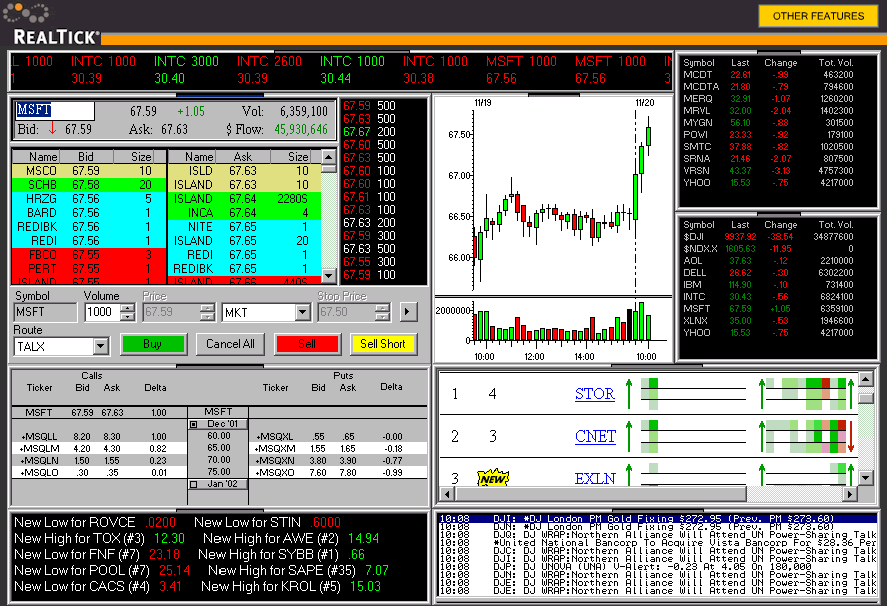 OTHER FEATURES
REALTICK
L 1000 INTC 1000 INTC 3000 INTC 2600 INTC 1000 INTC 1000 MSFT 1000 MSFT 1000
30.39 30.40 30.39 30.44 30.38 67.56 67.56
MSFT 67.59 +1.05 Vol: 6,359,100
Bid: 67.59 Ask: 67.63 $ Flow: 45,930,646
Name Bid Size Name Ask Size
MSCO 67.59 10 ISLD 67.63 10
SCHB 67.58 20 ISLAND 67.63 10
HRZG 67.56 5 ISLAND 67.64 2280S
BARD 67.56 1 INCA 67.64 4
REDIBK 67.56 1 NITE 67.65 1
REDI 67.56 1 ISLAND 67.65 20
FBCO 67.55 3 REDI 67.65 1
PERT 67.55 1 REDIBK 67.65 1
67.59 500
67.63 500
67.67 200
67.60 500
67.63 500
67.60 100
67.60 100
67.61 100
67.63 100
67.63 200
67.59 300
67.63 500
67.55 300
67.59 100
Symbol Volume Price Stop Price
MSFT 1000 67.59 MKT 67.50
Route
TALX Buy Cancel All Sell Sell Short
11/19 11/20
67.50
67.00
66.50
66.00
2000000
10:00 12:00 14:00 10:00
Symbol Last Change Tot. Vol.
MCDT 22.61 -.99 463200
MCDTA 21.80 -.79 794600
MERQ 32.91 -1.07 1260200
MRVL 32.00 -2.04 1402300
MYGN 56.10 -.83 301500
POWI 23.33 -.92 179100
SMTC 37.88 -.82 1020500
SRNA 21.46 -2.07 807500
VRSN 43.37 -3.13 4757300
YHOO 15.53 -.75 4217000
Symbol Last Change Tot. Vol.
$DJI 9937.92 34877600
$NDX.X 1605.63 -11.95 0
AOL 37.63 -.12 2210000
DELL 26.62 -.30 6302200
IBM 114.90 -.10 731400
INTC 30.43 -.56 6824100
MSFT 67.59 +1.05 6359100
XLNX 35.00 -.53 1946600
YHOO 15.53 -.75 4217000
Calls Puts
Ticker Bid Ask Delta Ticker Bid Ask Delta
MSFT 67.59 67.63 1.00 MSFT
Dec '01
+MSQLL 8.20 8.30 1.00 60.00 +MSQXL .55 .65 -0.00
+MSQLM 4.20 4.30 0.82 65.00 +MSQXM 1.55 1.65 -0.18
+MSQLN 1.50 1.55 0.23 70.00 +MSQXN 3.80 3.90 -0.77
+MSQLO .30 .35 0.01 75.00 +MSQXO 7.60 7.80 -0.99
Jan '02
1 4 STOR
2 3 CNET
3 NEW EXLN
New Low for ROVCE .0200 New Low for STIN .6000
New High for TOX (#3) 12.30 New High for AWE (#2) 14.94
New Low for FNF (#7) 23.18 New High for SYBB (#1) .66
New Low for POOL (#7) 25.14 New High for SAPE (#35) 7.07
New Low for CACS (#4) 3.41 New High for KROL (#5) 15.03
10:08 DJI: *DJ London PM Gold Fixing $272.95 (Prev. PM $273.60)
10:08 DJN: *DJ London PM Gold Fixing $272.95 (Prev. PM $273.60)
10:08 DJQ: DJ WRAP:Northern Alliance Will Attend UN Power-Sharing Talk
10:08 *United National Bancorp To Acquire Vista Bancorp For $28.36 Per
10:08 DJC: DJ WRAP:Northern Alliance Will Attend UN Power-Sharing Talk
10:08 DJI: DJ WRAP:Northern Alliance Will Attend UN Power-Sharing Talk
10:08 DJP: UNOVA (UNA) V-Alert: -0.23 At 4.05 On 180,000
10:08 DJN: DJ WRAP:Northern Alliance Will Attend UN Power-Sharing Talk
10:08 DJE: DJ WRAP:Northern Alliance Will Attend UN Power-Sharing Talk
10:08 DJG: DJ WRAP:Northern Alliance Will Attend UN Power-Sharing Talk